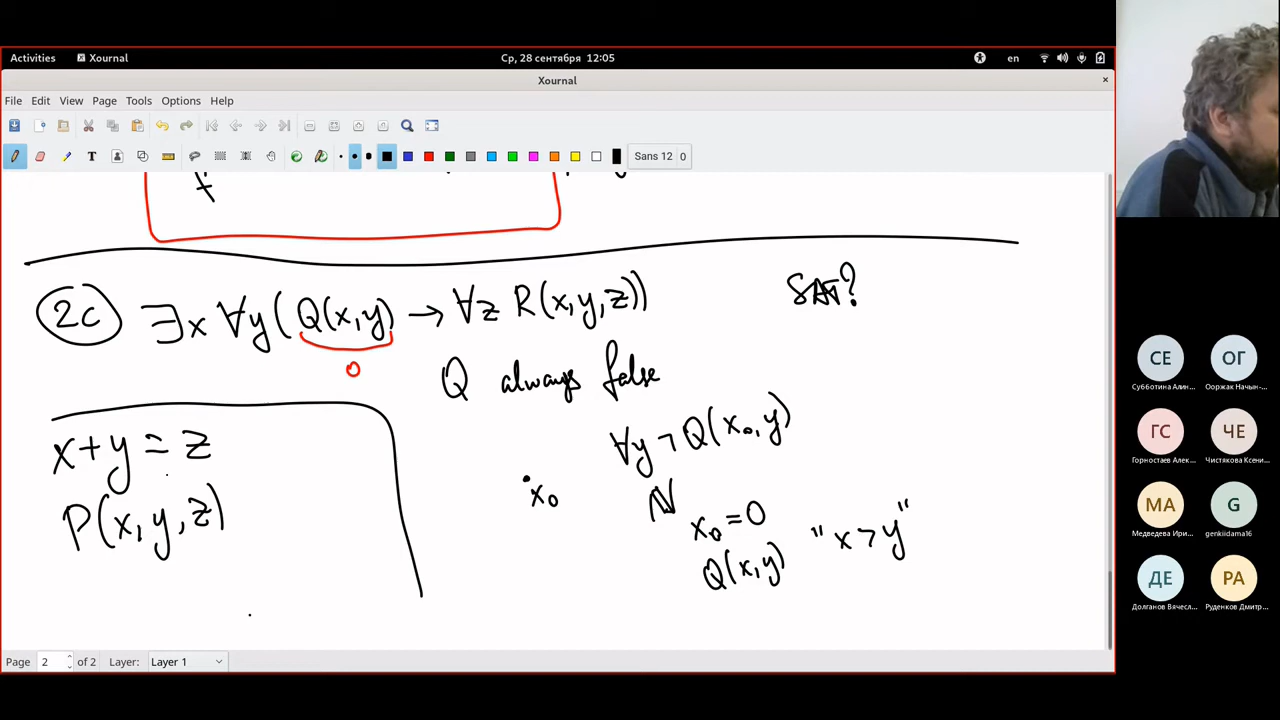 Activities Xournal Ср, 28 сентября 12:05 en
Xournal
File Edit View Page Tools Options Help
Sans 12 0
2c ∃x ∀y (Q(x,y) → ∀z R(x,y,z)) SAT?
0
Q always false
x+y=z
∀y ¬Q(x₀,y)
P(x,y,z)
x₀
ℕ
x₀=0
Q(x,y) "x>y"
Page 2 of 2 Layer: Layer 1
СЕ ОГ
Субботина Алин... Ооржак Начын-...
ГС ЧЕ
Горностаев Алек... Чистякова Ксени...
МА G
Медведева Ири... genkiidama16
ДЕ РА
Долганов Вячесл... Руденков Дмитр...